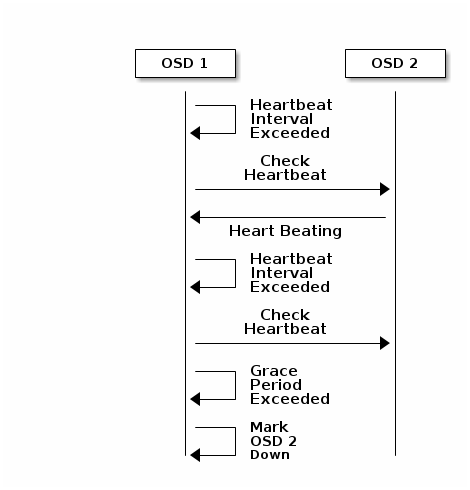 OSD 1
OSD 2
Heartbeat
Interval
Exceeded
Check
Heartbeat
Heart Beating
Heartbeat
Interval
Exceeded
Check
Heartbeat
Grace
Period
Exceeded
Mark
OSD 2
Down